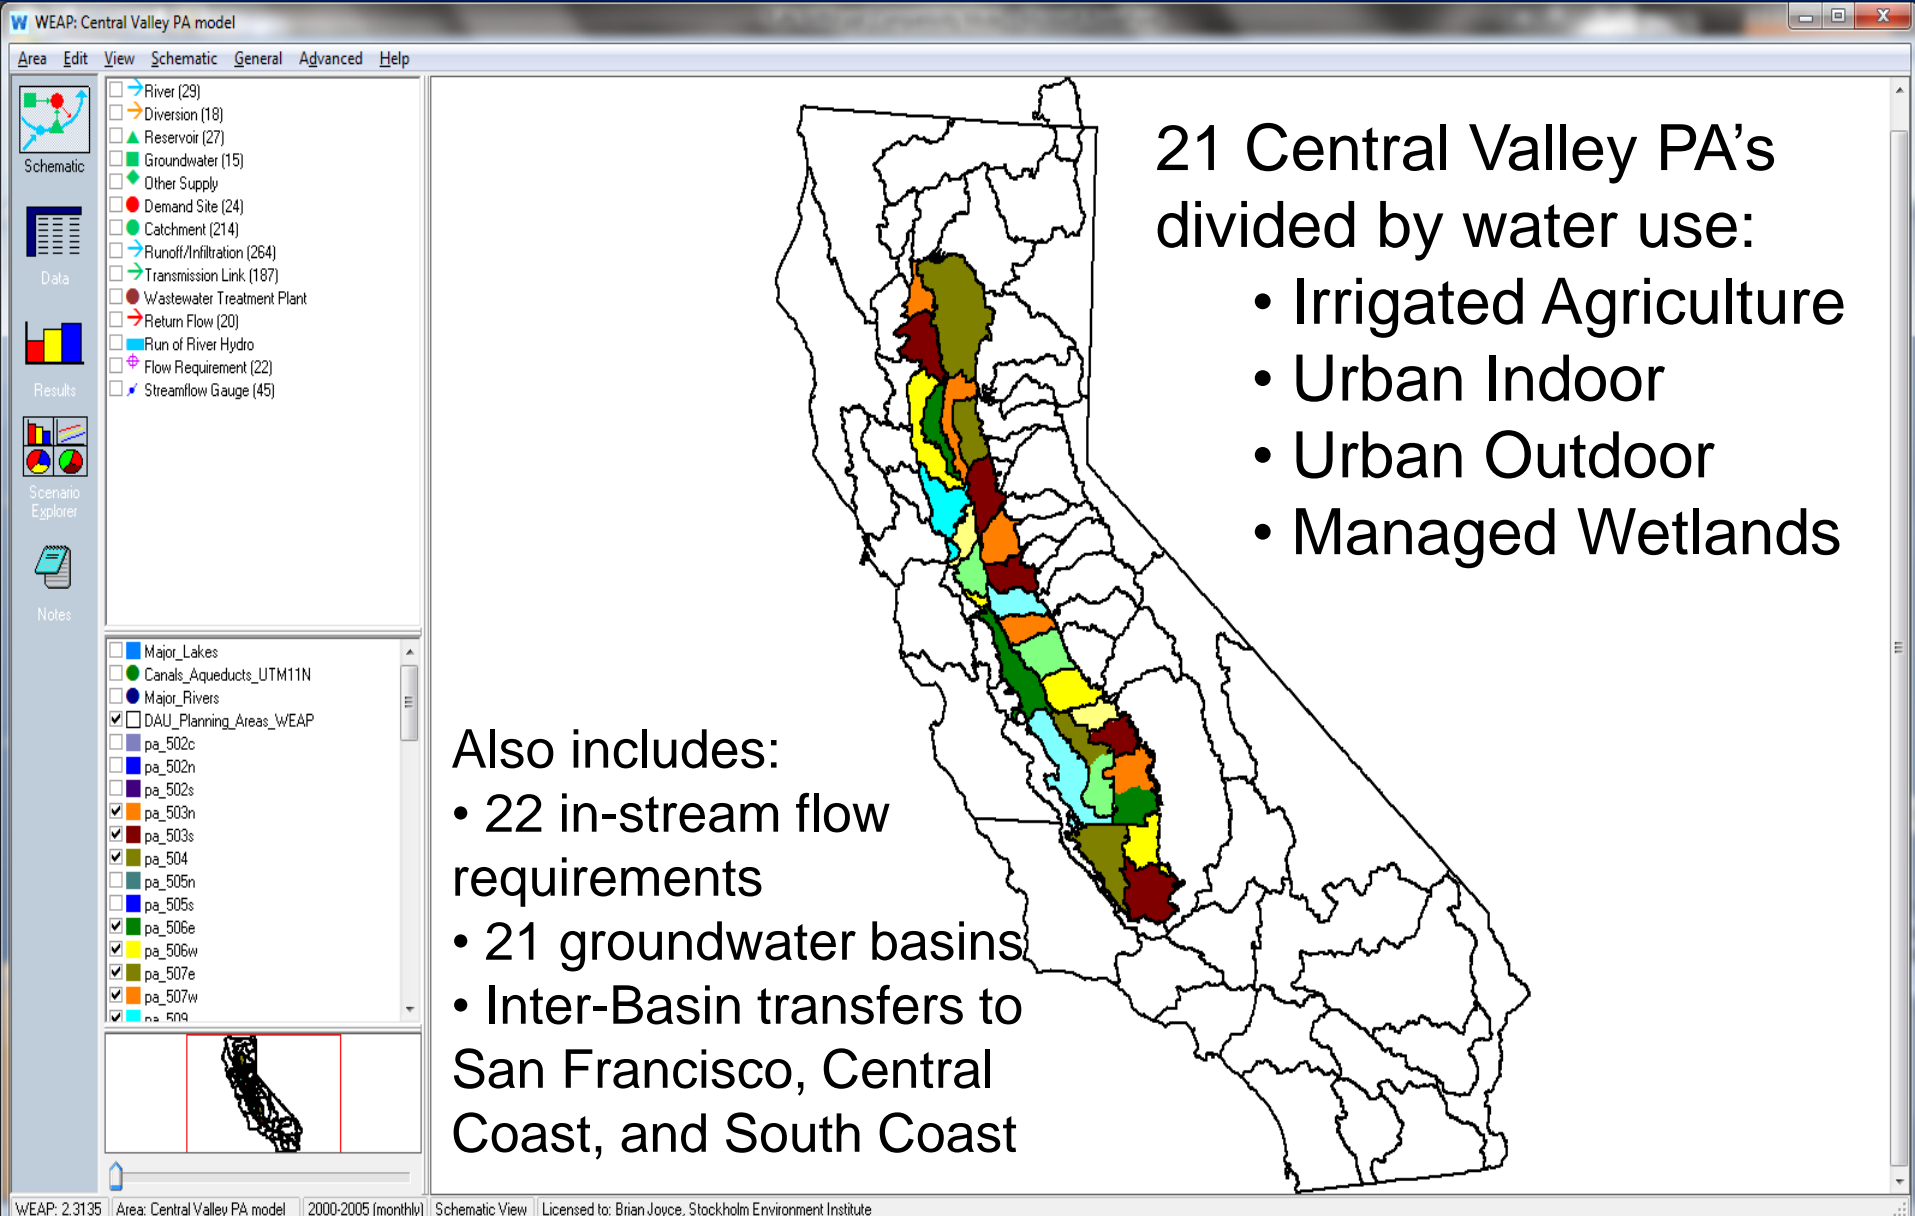 WEAP: Central Valley PA model
Area Edit View Schematic General Advanced Help
Schematic
Data
Results
Scenario
Explorer
Notes
River (29)
Diversion (18)
Reservoir (27)
Groundwater (15)
Other Supply
Demand Site (24)
Catchment (214)
Runoff/Infiltration (264)
Transmission Link (187)
Wastewater Treatment Plant
Return Flow (20)
Run of River Hydro
Flow Requirement (22)
Streamflow Gauge (45)
Major_Lakes
Canals_Aqueducts_UTM11N
Major_Rivers
DAU_Planning_Areas_WEAP
pa_502c
pa_502n
pa_502s
pa_503n
pa_503s
pa_504
pa_505n
pa_505s
pa_506e
pa_506w
pa_507e
pa_507w
pa_509
21 Central Valley PA's
divided by water use:
• Irrigated Agriculture
• Urban Indoor
• Urban Outdoor
• Managed Wetlands
Also includes:
• 22 in-stream flow
requirements
• 21 groundwater basins
• Inter-Basin transfers to
San Francisco, Central
Coast, and South Coast
WEAP: 2.3135 Area: Central Valley PA model 2000-2005 (monthly) Schematic View Licensed to: Brian Joyce, Stockholm Environment Institute